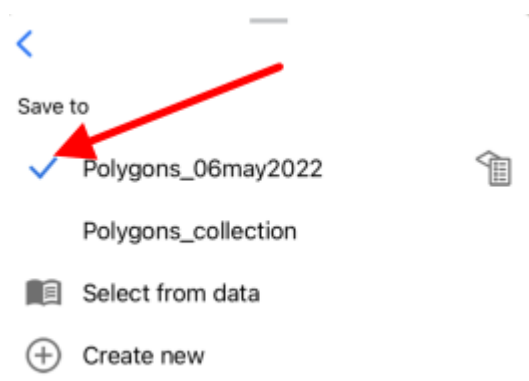 Save to
Polygons_06may2022
Polygons_collection
Select from data
Create new